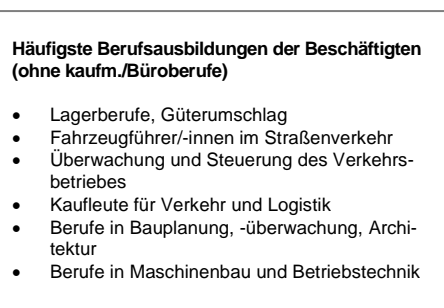 Häufigste Berufsausbildungen der Beschäftigten
(ohne kaufm./Büroberufe)
• Lagerberufe, Güterumschlag
• Fahrzeugführer/-innen im Straßenverkehr
• Überwachung und Steuerung des Verkehrs-
betriebes
• Kaufleute für Verkehr und Logistik
• Berufe in Bauplanung, -überwachung, Archi-
tektur
• Berufe in Maschinenbau und Betriebstechnik